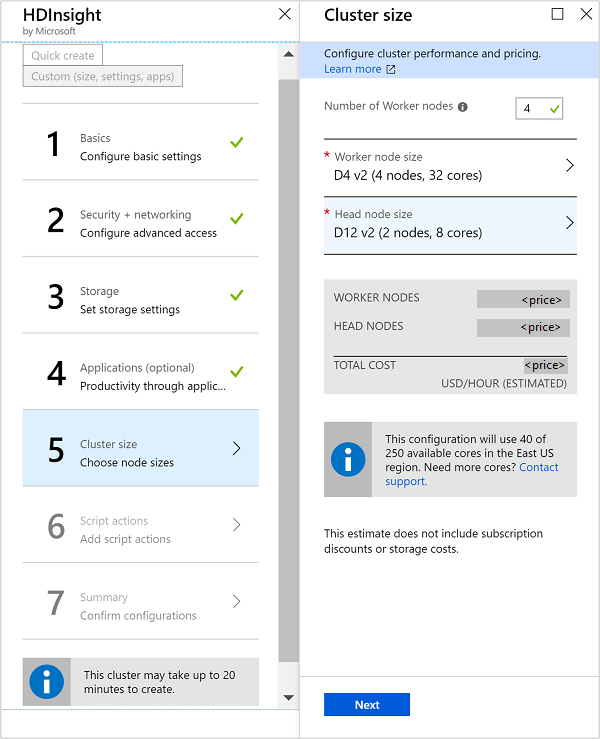 HDInsight
by Microsoft
Quick create
Custom (size, settings, apps)
1
Basics
Configure basic settings
2
Security + networking
Configure advanced access
3
Storage
Set storage settings
4
Applications (optional)
Productivity through applic...
5
Cluster size
Choose node sizes
6
Script actions
Add script actions
7
Summary
Confirm configurations
This cluster may take up to 20
minutes to create.
Cluster size
Configure cluster performance and pricing.
Learn more
Number of Worker nodes
4
* Worker node size
D4 v2 (4 nodes, 32 cores)
* Head node size
D12 v2 (2 nodes, 8 cores)
WORKER NODES <price>
HEAD NODES <price>
TOTAL COST <price>
USD/HOUR (ESTIMATED)
This configuration will use 40 of
250 available cores in the East US
region. Need more cores? Contact
support.
This estimate does not include subscription
discounts or storage costs.
Next